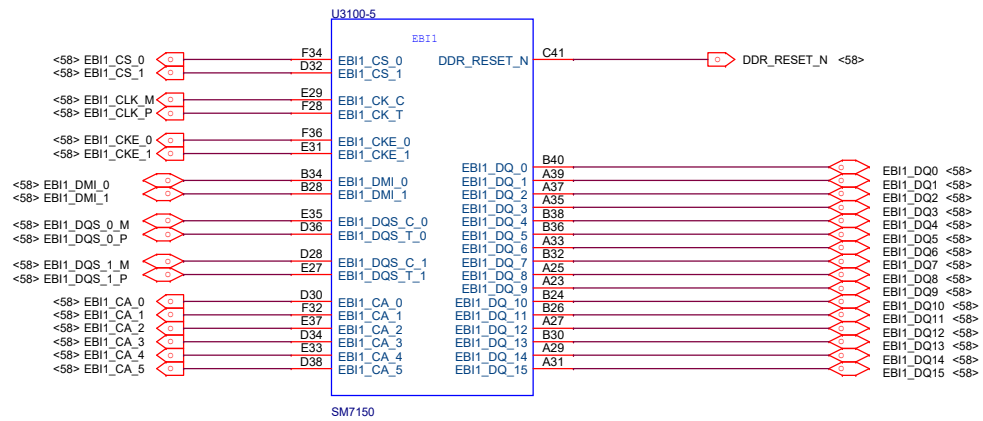 U3100-5
EBI1
<58> EBI1_CS_0 F34 EBI1_CS_0 DDR_RESET_N C41 DDR_RESET_N <58>
<58> EBI1_CS_1 D32 EBI1_CS_1
<58> EBI1_CLK_M E29 EBI1_CK_C
<58> EBI1_CLK_P F28 EBI1_CK_T
<58> EBI1_CKE_0 F36 EBI1_CKE_0
<58> EBI1_CKE_1 E31 EBI1_CKE_1
EBI1_DQ_0 B40 EBI1_DQ0 <58>
<58> EBI1_DMI_0 B34 EBI1_DMI_0 EBI1_DQ_1 A39 EBI1_DQ1 <58>
<58> EBI1_DMI_1 B28 EBI1_DMI_1 EBI1_DQ_2 A37 EBI1_DQ2 <58>
EBI1_DQ_3 A35 EBI1_DQ3 <58>
<58> EBI1_DQS_0_M E35 EBI1_DQS_C_0 EBI1_DQ_4 B38 EBI1_DQ4 <58>
<58> EBI1_DQS_0_P D36 EBI1_DQS_T_0 EBI1_DQ_5 B36 EBI1_DQ5 <58>
EBI1_DQ_6 A33 EBI1_DQ6 <58>
<58> EBI1_DQS_1_M D28 EBI1_DQS_C_1 EBI1_DQ_7 B32 EBI1_DQ7 <58>
<58> EBI1_DQS_1_P E27 EBI1_DQS_T_1 EBI1_DQ_8 A25 EBI1_DQ8 <58>
EBI1_DQ_9 A23 EBI1_DQ9 <58>
<58> EBI1_CA_0 D30 EBI1_CA_0 EBI1_DQ_10 B24 EBI1_DQ10 <58>
<58> EBI1_CA_1 F32 EBI1_CA_1 EBI1_DQ_11 B26 EBI1_DQ11 <58>
<58> EBI1_CA_2 E37 EBI1_CA_2 EBI1_DQ_12 A27 EBI1_DQ12 <58>
<58> EBI1_CA_3 D34 EBI1_CA_3 EBI1_DQ_13 B30 EBI1_DQ13 <58>
<58> EBI1_CA_4 E33 EBI1_CA_4 EBI1_DQ_14 A29 EBI1_DQ14 <58>
<58> EBI1_CA_5 D38 EBI1_CA_5 EBI1_DQ_15 A31 EBI1_DQ15 <58>
SM7150